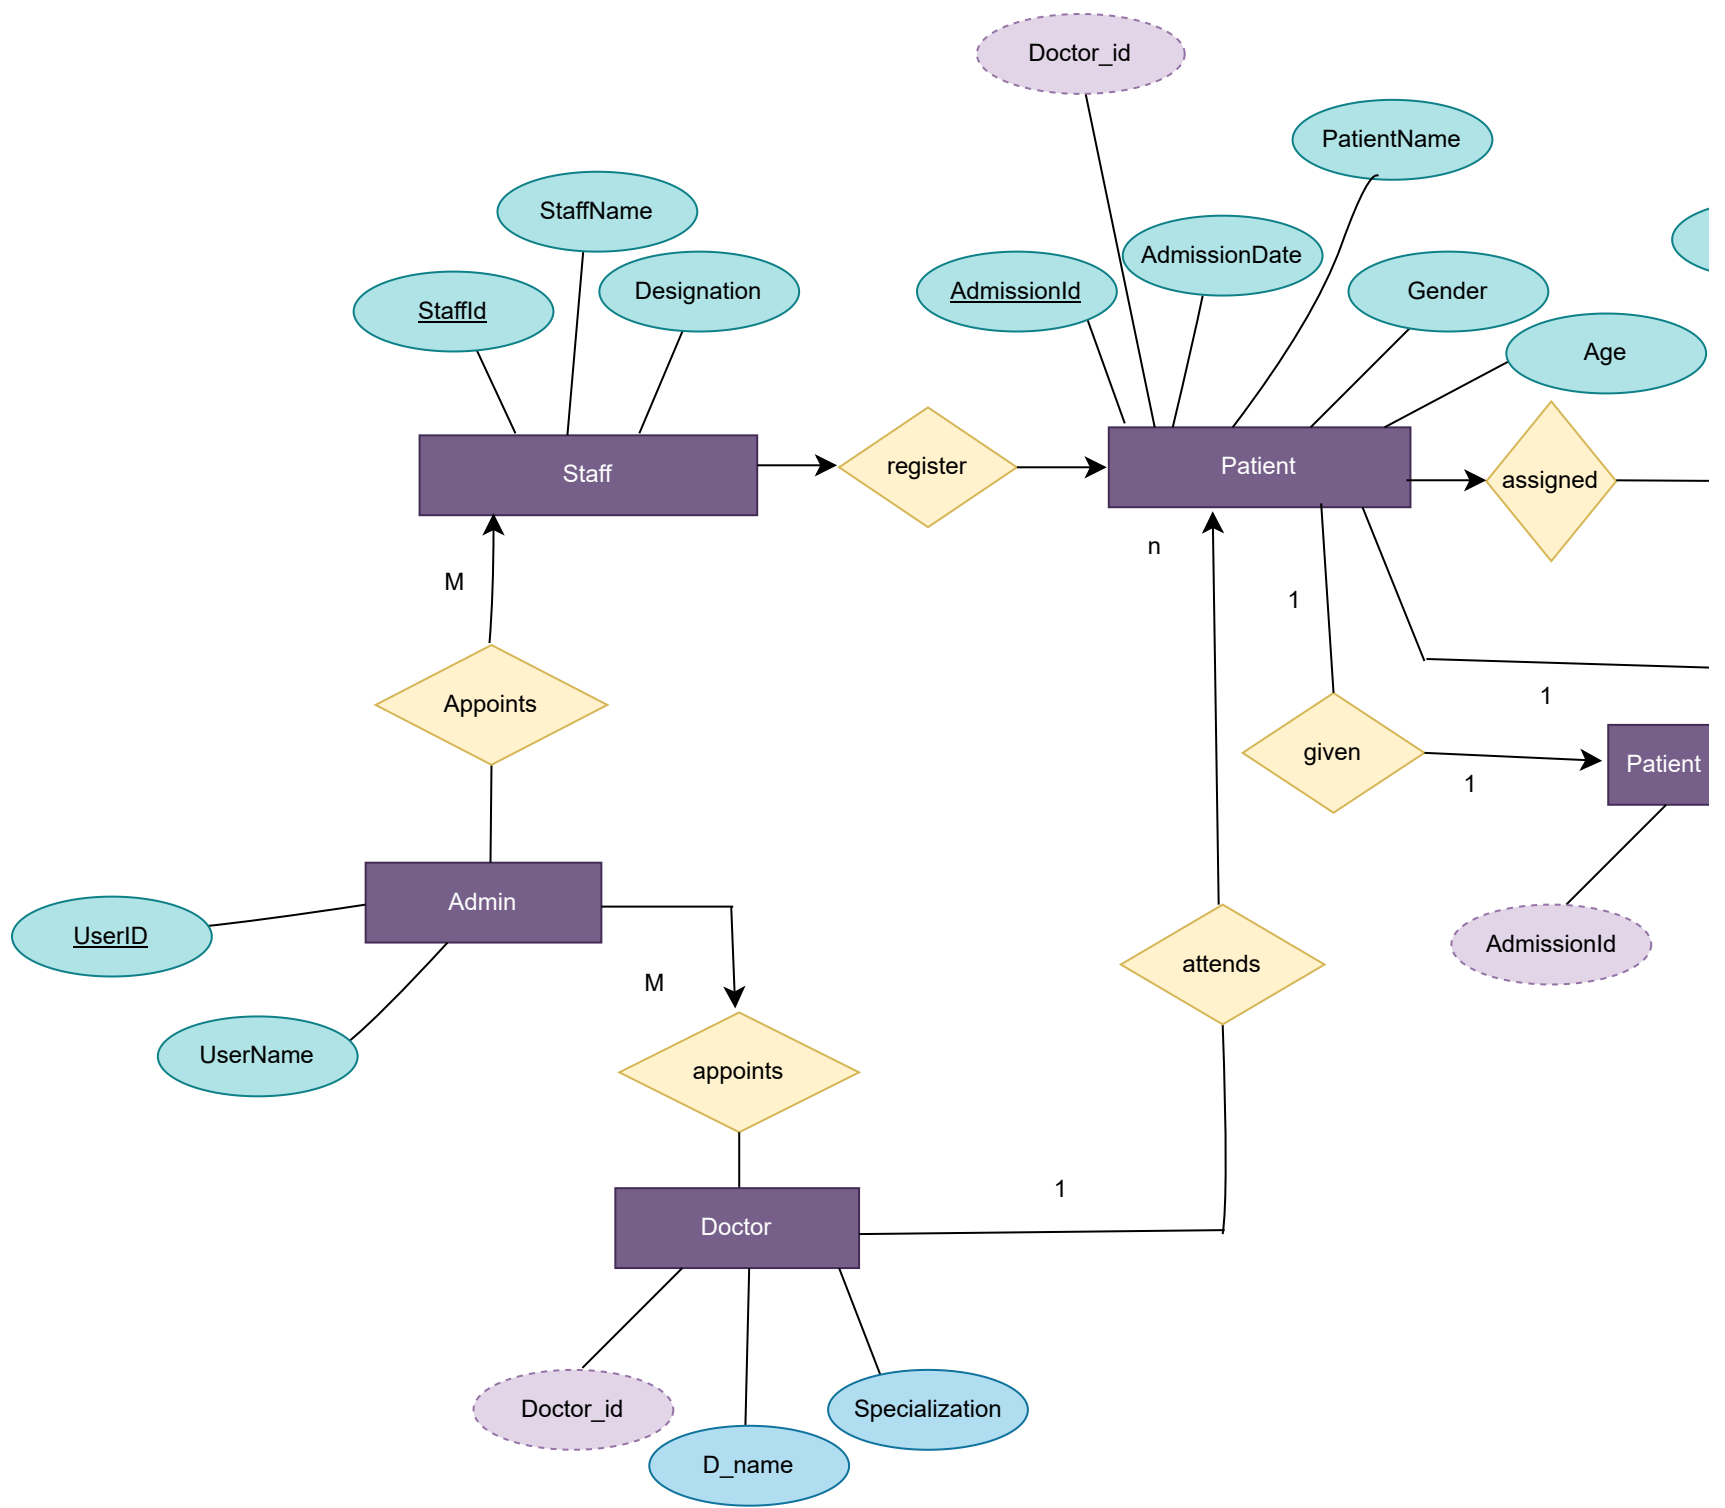 Doctor_id
PatientName
StaffName
AdmissionDate
StaffId
Designation
AdmissionId
Gender
Age
Staff
register
Patient
assigned
n
M
1
Appoints
1
given
1
Patient
Admin
UserID
attends
AdmissionId
M
UserName
appoints
1
Doctor
Doctor_id
Specialization
D_name